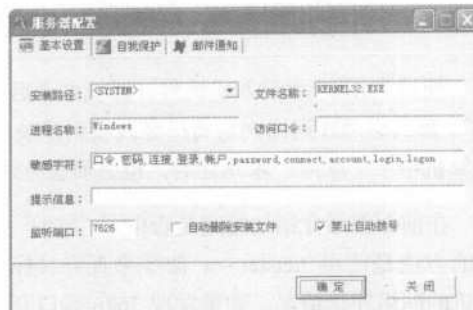 服务器配置
基本设置 自我保护 邮件通知
安装路径： <SYSTEM> 文件名称： KERNEL32.EXE
进程名称： Windows 访问口令：
敏感字符： 口令,密码,连接,登录,帐户,password,connect,account,login,logon
提示信息：
监听端口： 7626 自动删除安装文件 禁止自动拨号
确定 关闭